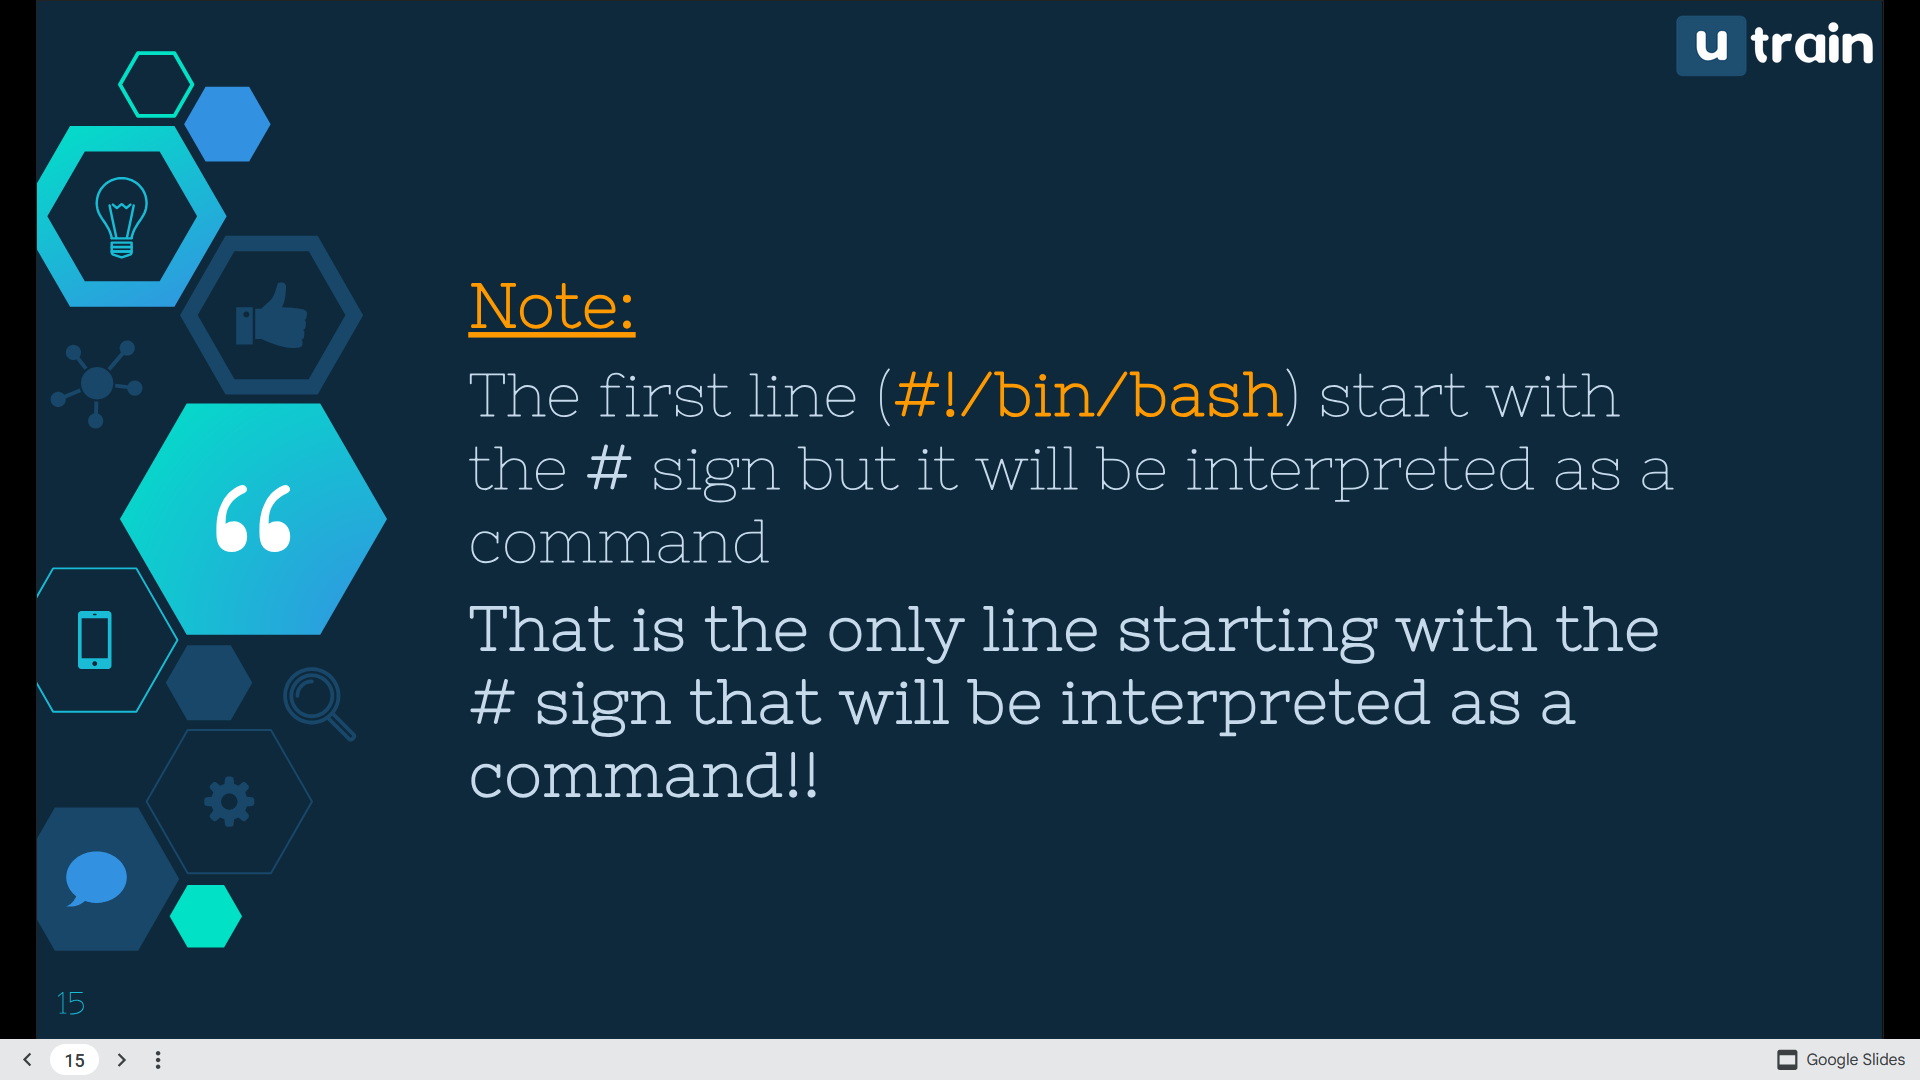 u train
Note:
The first line (#!/bin/bash) start with
the # sign but it will be interpreted as a
command
That is the only line starting with the
# sign that will be interpreted as a
command!!
15
15
Google Slides